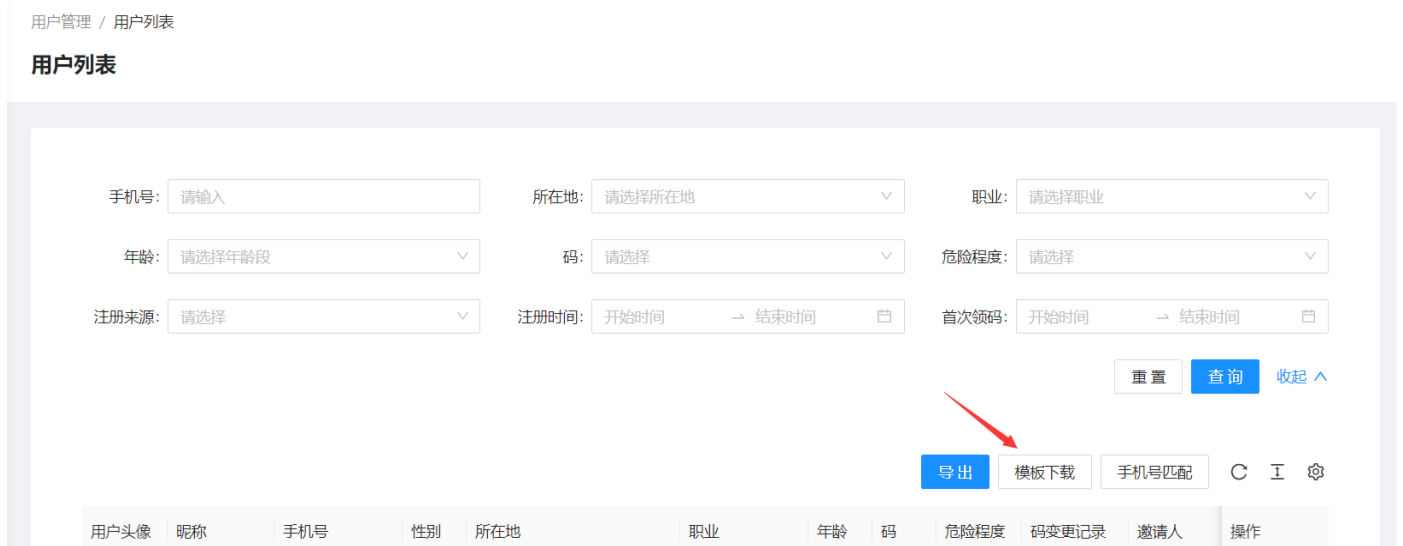 用户管理 / 用户列表
用户列表
手机号: 请输入 所在地: 请选择所在地 职业: 请选择职业
年龄: 请选择年龄段 码: 请选择 危险程度: 请选择
注册来源: 请选择 注册时间: 开始时间 → 结束时间 首次领码: 开始时间 → 结束时间
重置 查询 收起
导出 模板下载 手机号匹配
用户头像 昵称 手机号 性别 所在地 职业 年龄 码 危险程度 码变更记录 邀请人 操作